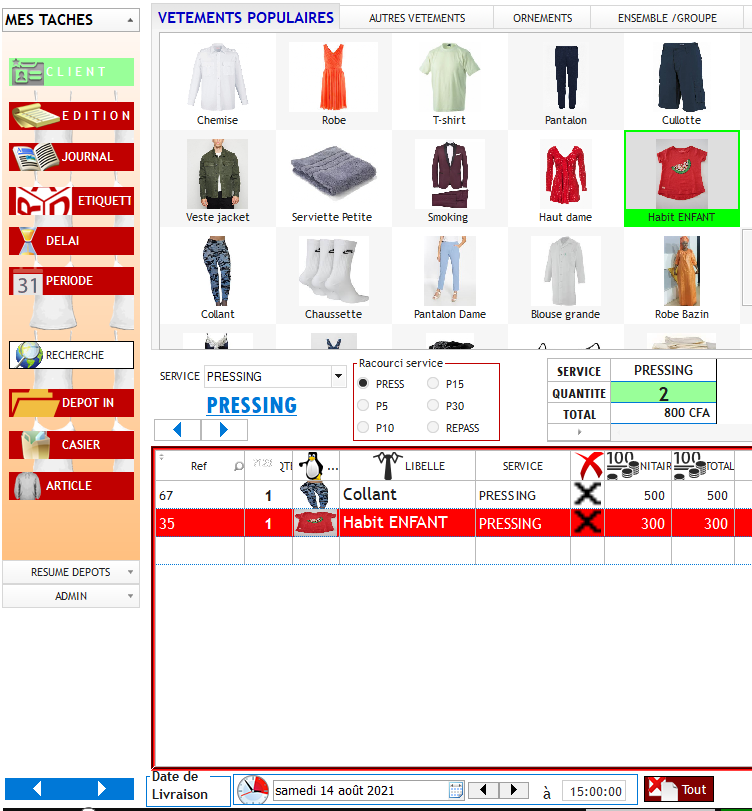 MES TACHES
CLIENT
EDITION
JOURNAL
ETIQUETT
DELAI
PERIODE
RECHERCHE
DEPOT IN
CASIER
ARTICLE
RESUME DEPOTS
ADMIN
VETEMENTS POPULAIRES
AUTRES VETEMENTS
ORNEMENTS
ENSEMBLE /GROUPE
Chemise
Robe
T-shirt
Pantalon
Cullotte
Veste jacket
Serviette Petite
Smoking
Haut dame
Habit ENFANT
Collant
Chaussette
Pantalon Dame
Blouse grande
Robe Bazin
SERVICE PRESSING
PRESSING
Racourci service
PRESS P15
P5 P30
P10 REPASS
SERVICE PRESSING
QUANTITE 2
TOTAL 800 CFA
Ref QTE ... LIBELLE SERVICE 100 NITAIR 100 TOTAL
67 1 Collant PRESSING 500 500
35 1 Habit ENFANT PRESSING 300 300
Date de
Livraison
samedi 14 août 2021 à 15:00:00
Tout